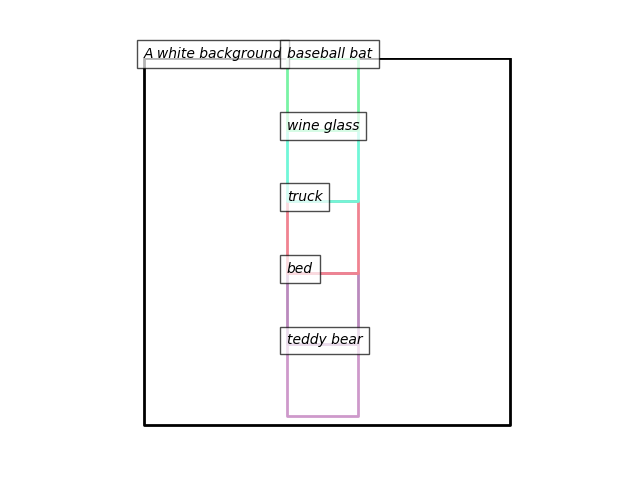 A white background
baseball bat
wine glass
truck
bed
teddy bear